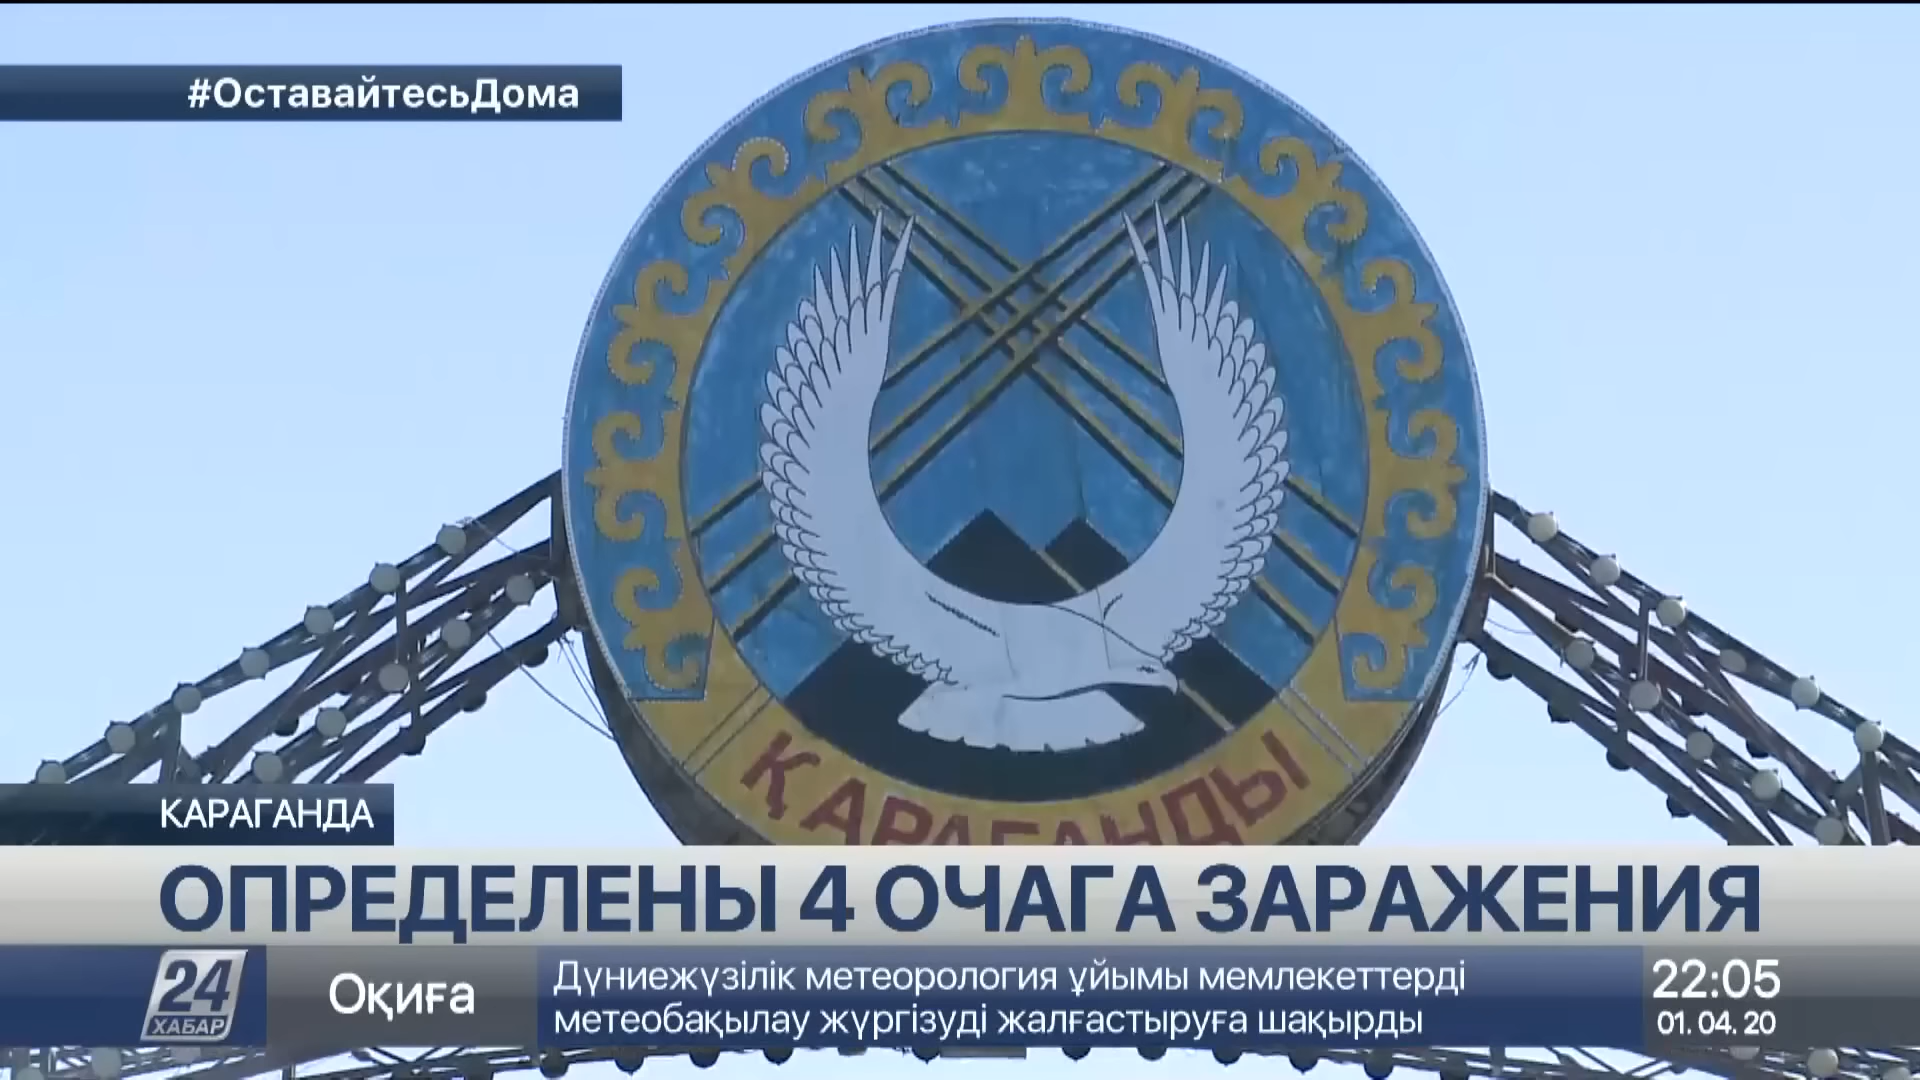 #ОставайтесьДома
ҚАРАҒАНДЫ
КАРАГАНДА
ОПРЕДЕЛЕНЫ 4 ОЧАГА ЗАРАЖЕНИЯ
24
ХАБАР
Оқиға
Дүниежүзілік метеорология ұйымы мемлекеттерді
метеобақылау жүргізуді жалғастыруға шақырды
22:05
01. 04. 20